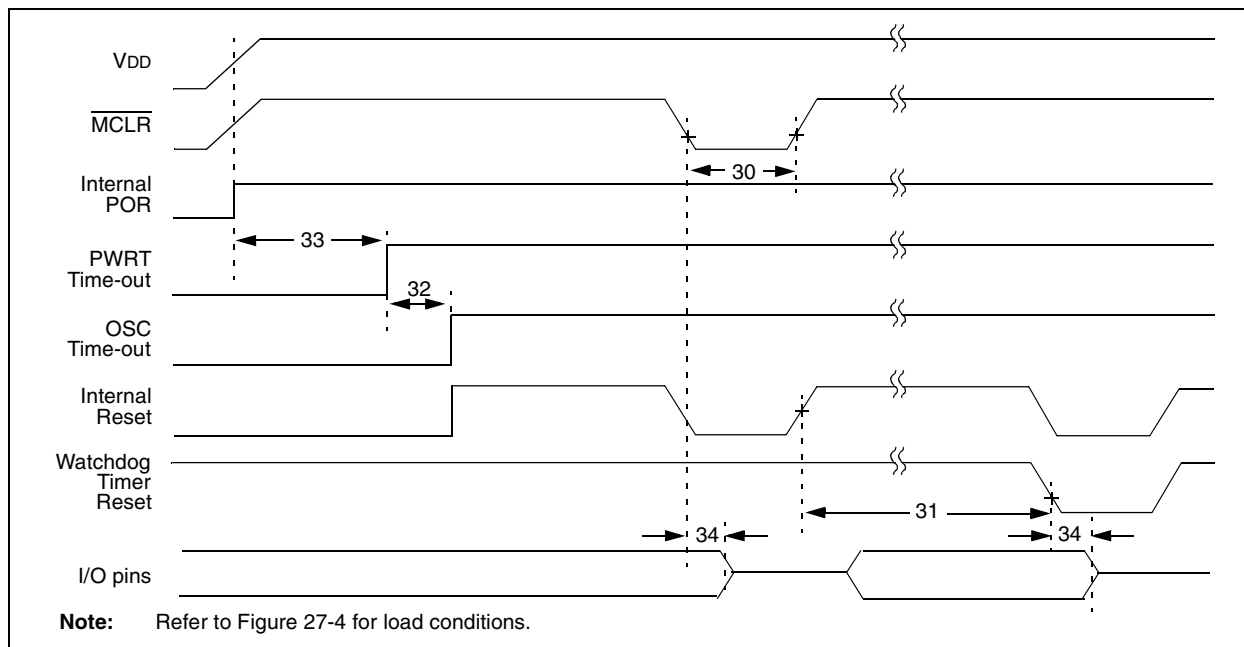 VDD
MCLR
30
Internal
POR
33
PWRT
Time-out
32
OSC
Time-out
Internal
Reset
Watchdog
Timer
Reset
31
34
34
I/O pins
Note: Refer to Figure 27-4 for load conditions.